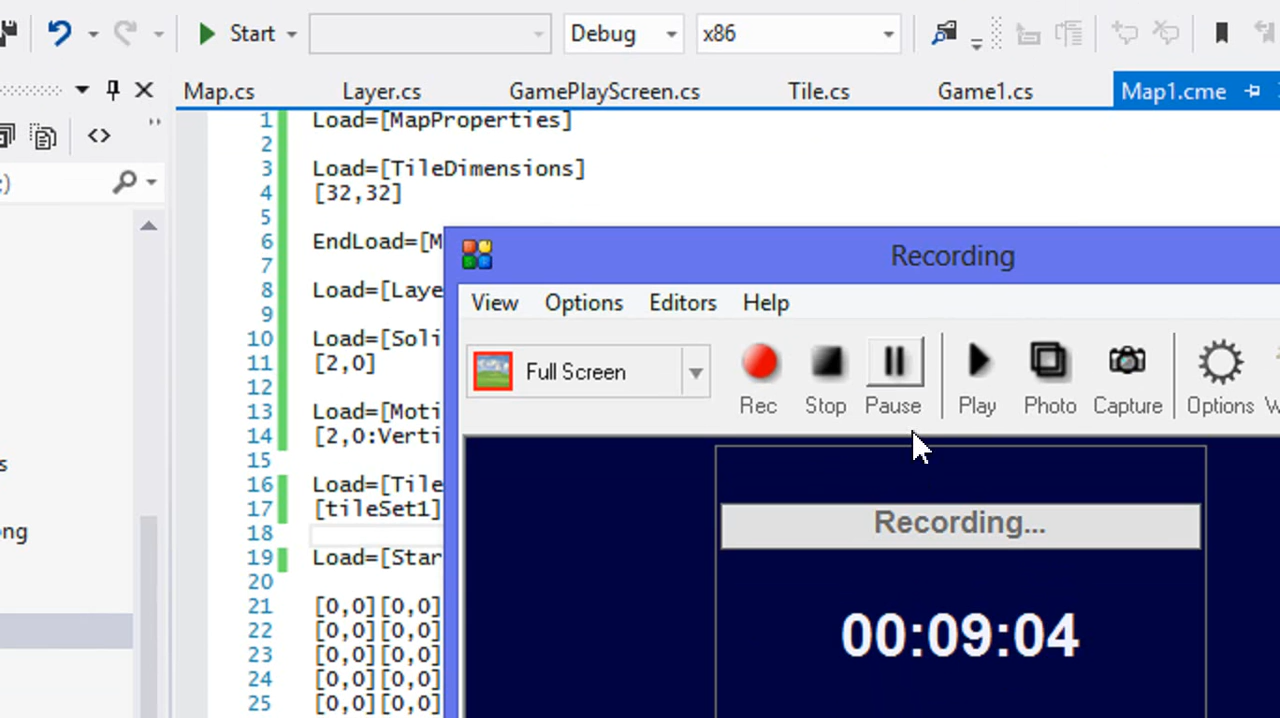 Start Debug x86
Map.cs Layer.cs GamePlayScreen.cs Tile.cs Game1.cs Map1.cme
1 Load=[MapProperties]
2
3 Load=[TileDimensions]
4 [32,32]
5
6 EndLoad=[M
7
8 Load=[Laye
9
10 Load=[Soli
11 [2,0]
12
13 Load=[Moti
14 [2,0:Verti
15
16 Load=[Tile
17 [tileSet1]
18
19 Load=[Star
20
21 [0,0][0,0]
22 [0,0][0,0]
23 [0,0][0,0]
24 [0,0][0,0]
25 [0,0][0,0]
;)
s
ng
Recording
View Options Editors Help
Full Screen
Rec Stop Pause Play Photo Capture Options W
Recording...
00:09:04